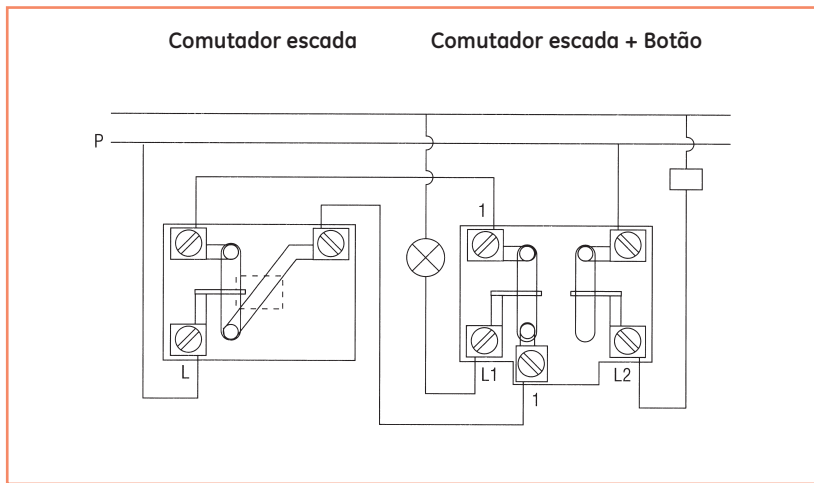 Comutador escada
Comutador escada + Botão
P
1
L
L1
1
L2